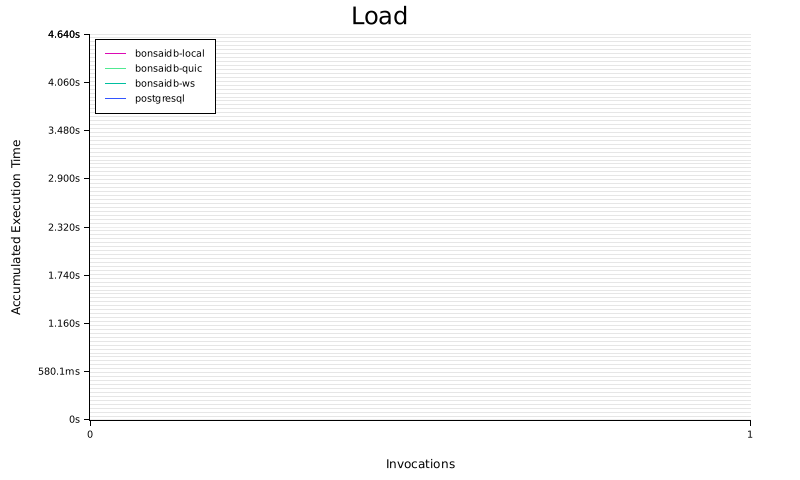 Load
4.640s
4.060s
3.480s
2.900s
2.320s
1.740s
1.160s
580.1ms
0s
bonsaidb-local
bonsaidb-quic
bonsaidb-ws
postgresql
Accumulated Execution Time
0
1
Invocations